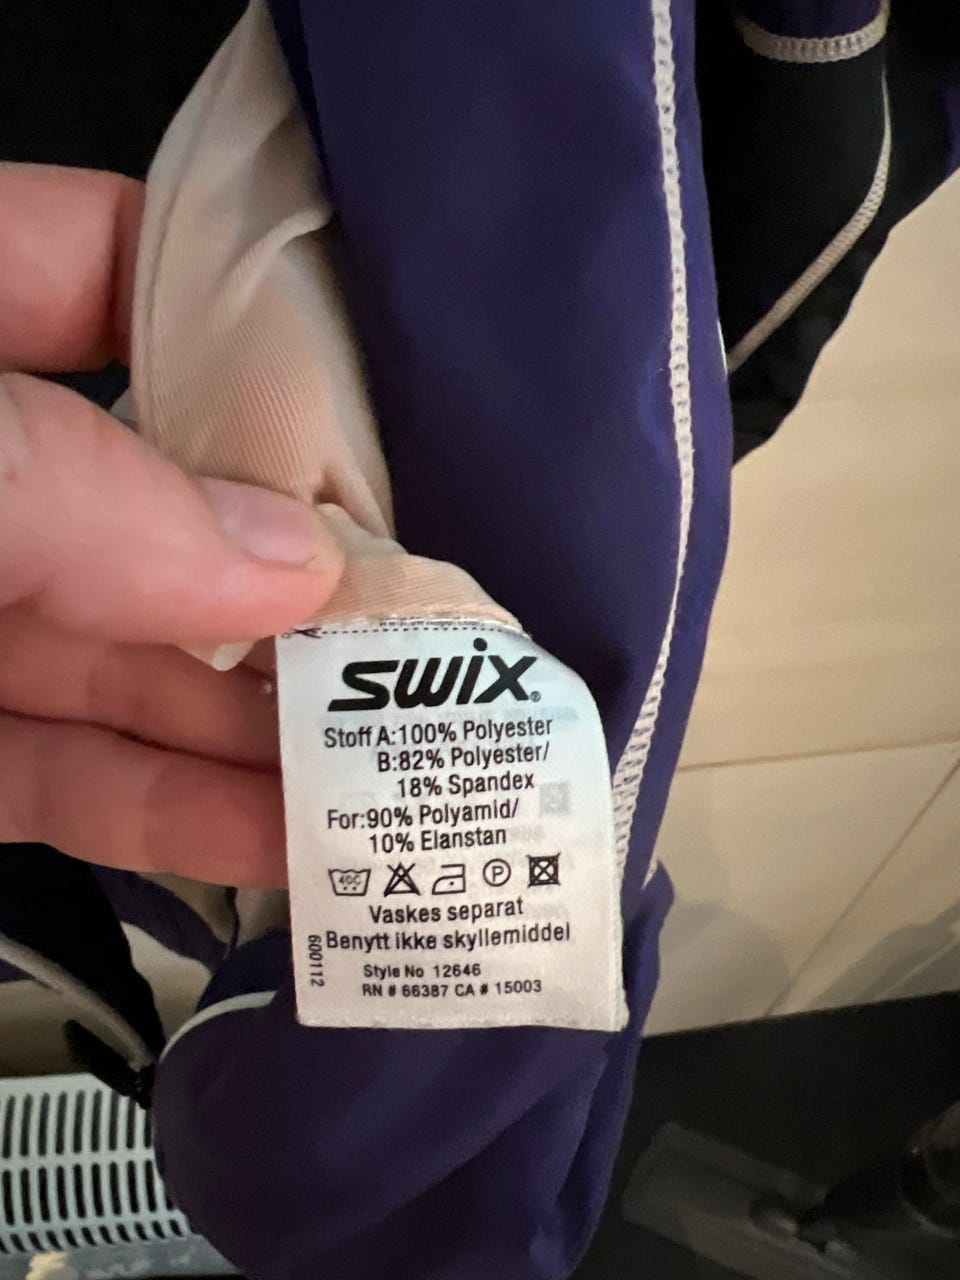 swix®
Stoff A:100% Polyester
B:82% Polyester/
18% Spandex
For:90% Polyamid/
10% Elanstan
40C
P
Vaskes separat
Benytt ikke skyllemiddel
600112
Style No 12646
RN # 66387 CA # 15003